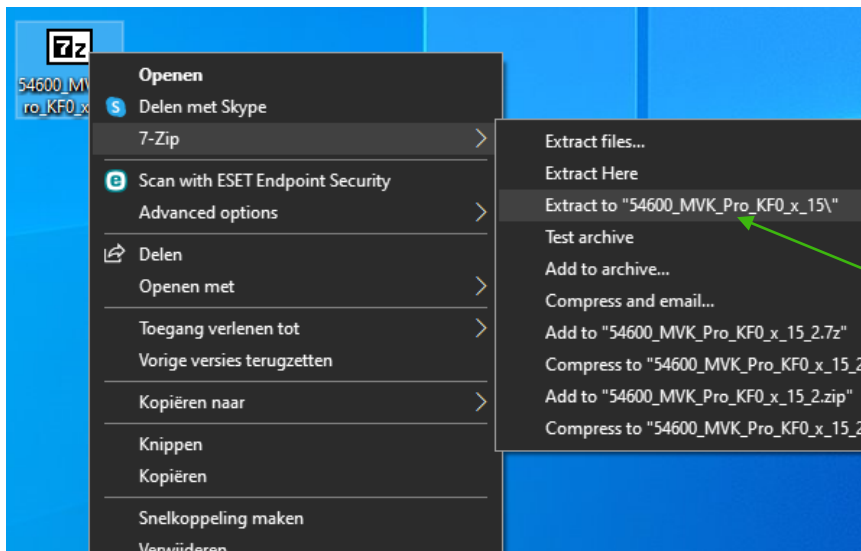 7z
54600_MV
ro_KF0_x
Openen
Delen met Skype
7-Zip
Scan with ESET Endpoint Security
Advanced options
Delen
Openen met
Toegang verlenen tot
Vorige versies terugzetten
Kopiëren naar
Knippen
Kopiëren
Snelkoppeling maken
Verwijderen
Extract files...
Extract Here
Extract to "54600_MVK_Pro_KF0_x_15\"
Test archive
Add to archive...
Compress and email...
Add to "54600_MVK_Pro_KF0_x_15_2.7z"
Compress to "54600_MVK_Pro_KF0_x_15_2
Add to "54600_MVK_Pro_KF0_x_15_2.zip"
Compress to "54600_MVK_Pro_KF0_x_15_2